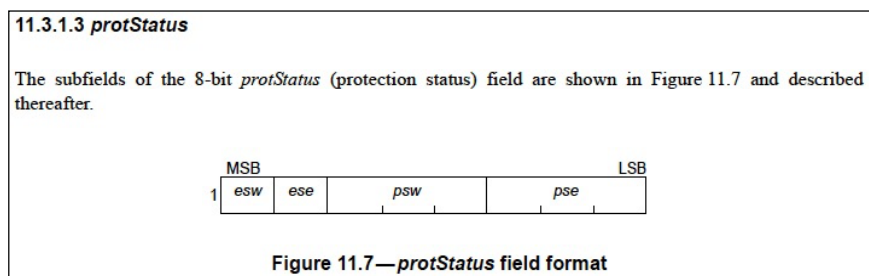 11.3.1.3 protStatus
The subfields of the 8-bit protStatus (protection status) field are shown in Figure 11.7 and described
thereafter.
MSB LSB
1 esw ese psw pse
Figure 11.7—protStatus field format